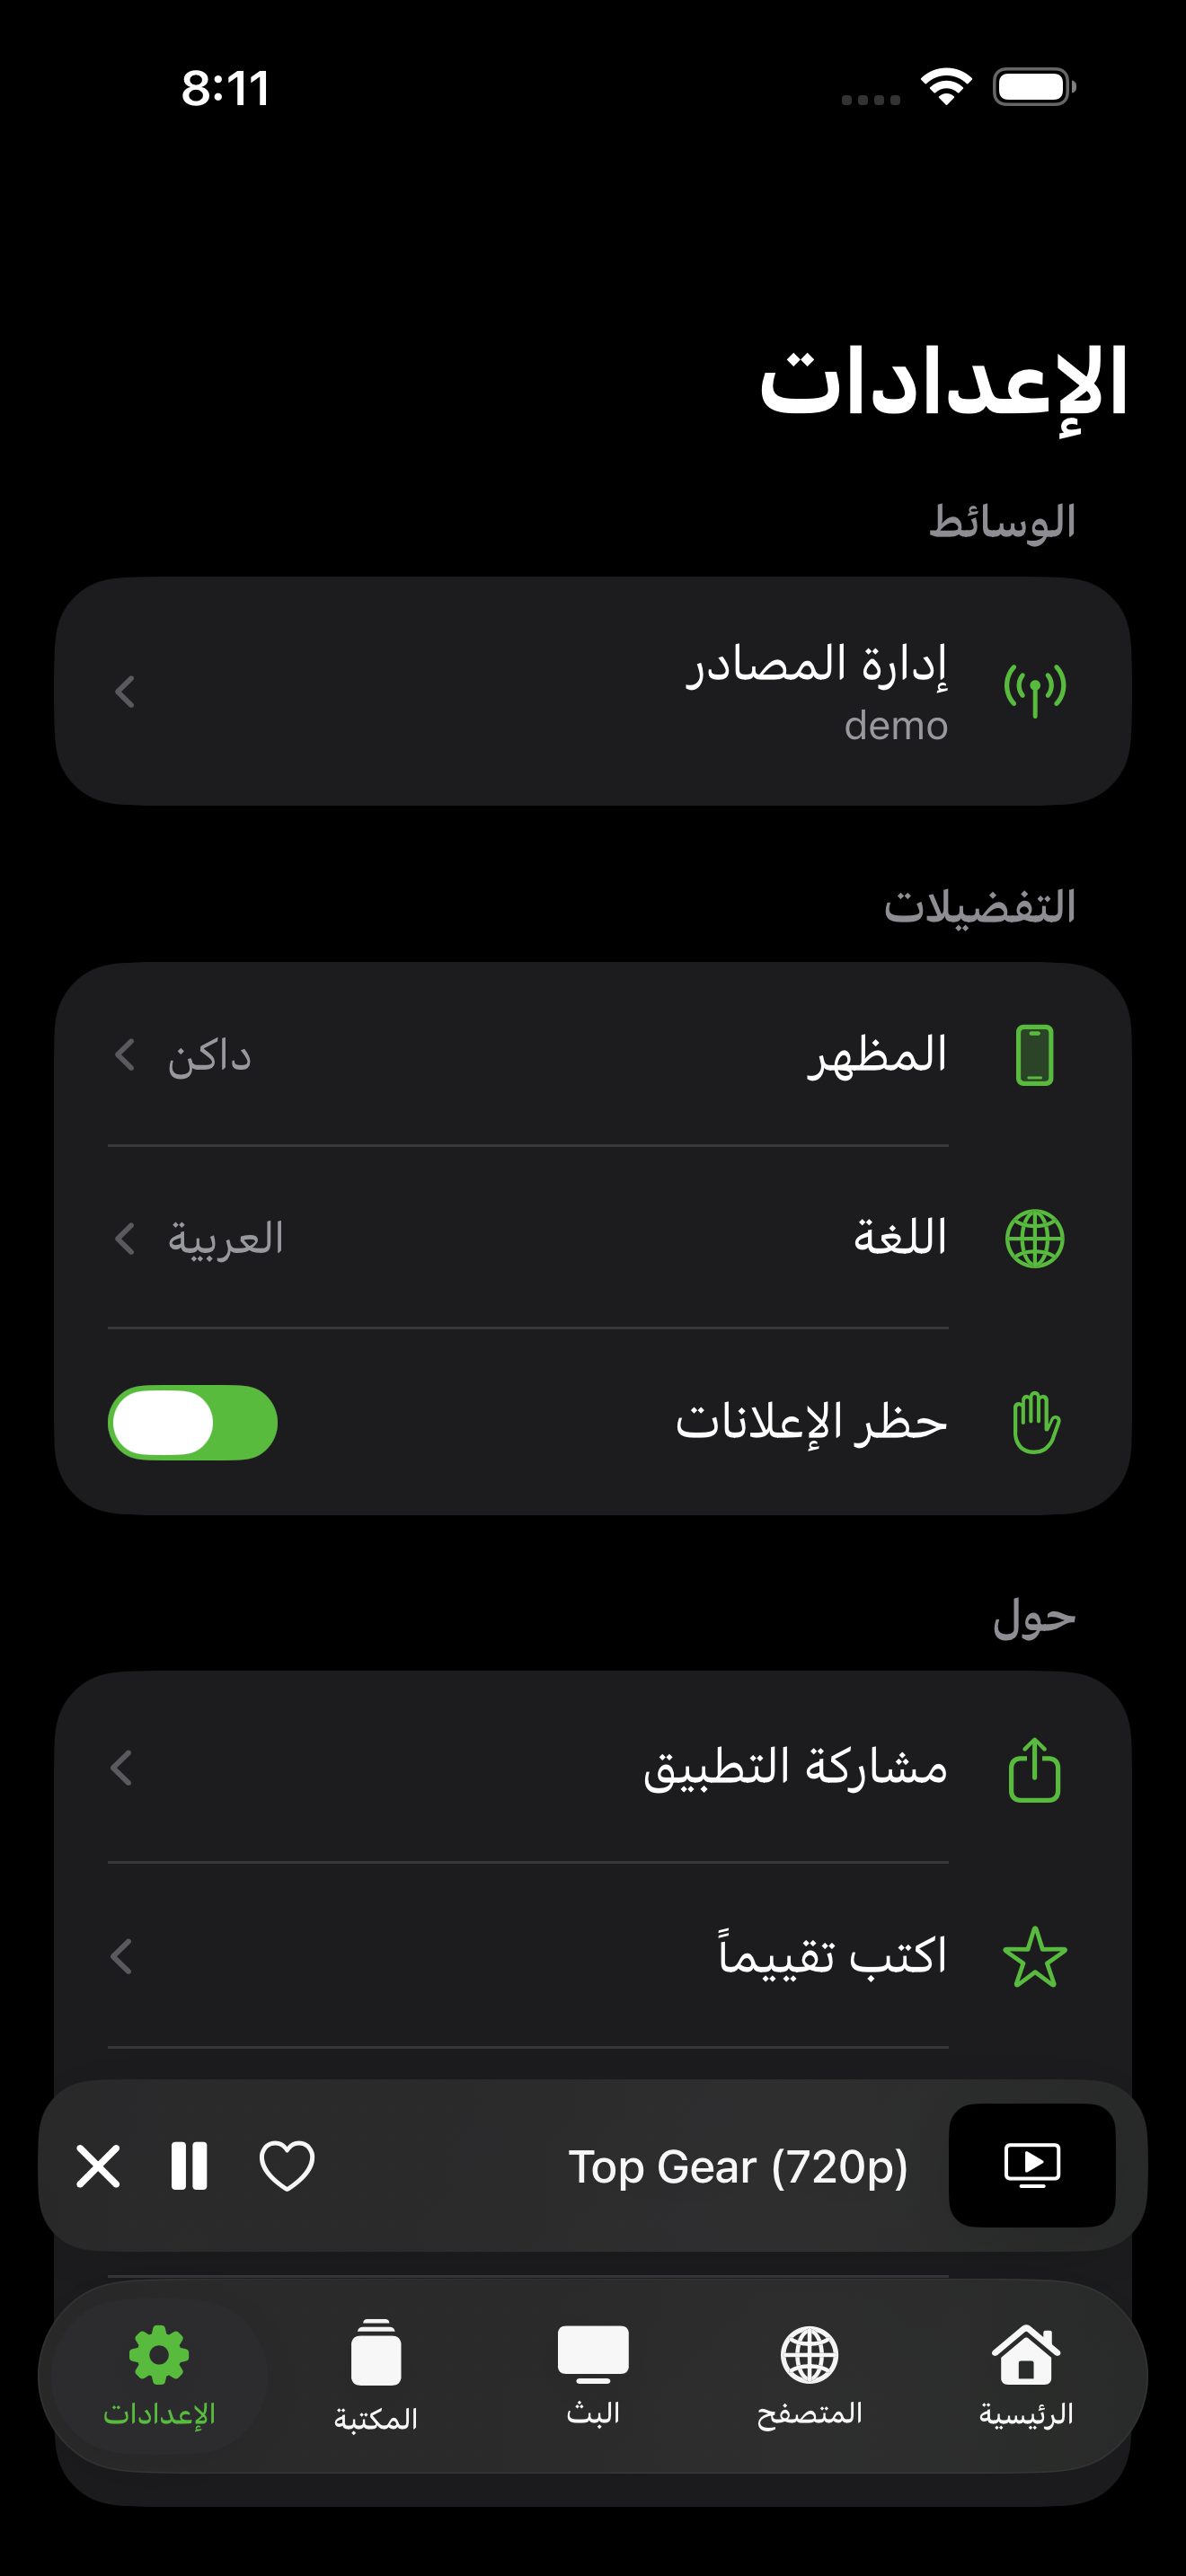 8:11
الإعدادات
الوسائط
إدارة المصادر
demo
التفضيلات
المظهر
داكن
اللغة
العربية
حظر الإعلانات
حول
مشاركة التطبيق
اكتب تقييماً
Top Gear (720p)
الرئيسية
المتصفح
البث
المكتبة
الإعدادات